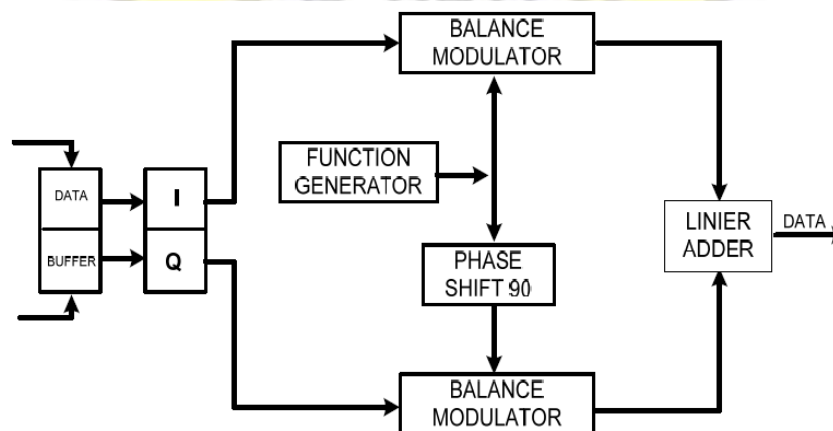 BALANCE
MODULATOR
FUNCTION
GENERATOR
DATA
I
BUFFER
Q
PHASE
SHIFT 90
LINIER
ADDER
DATA
BALANCE
MODULATOR